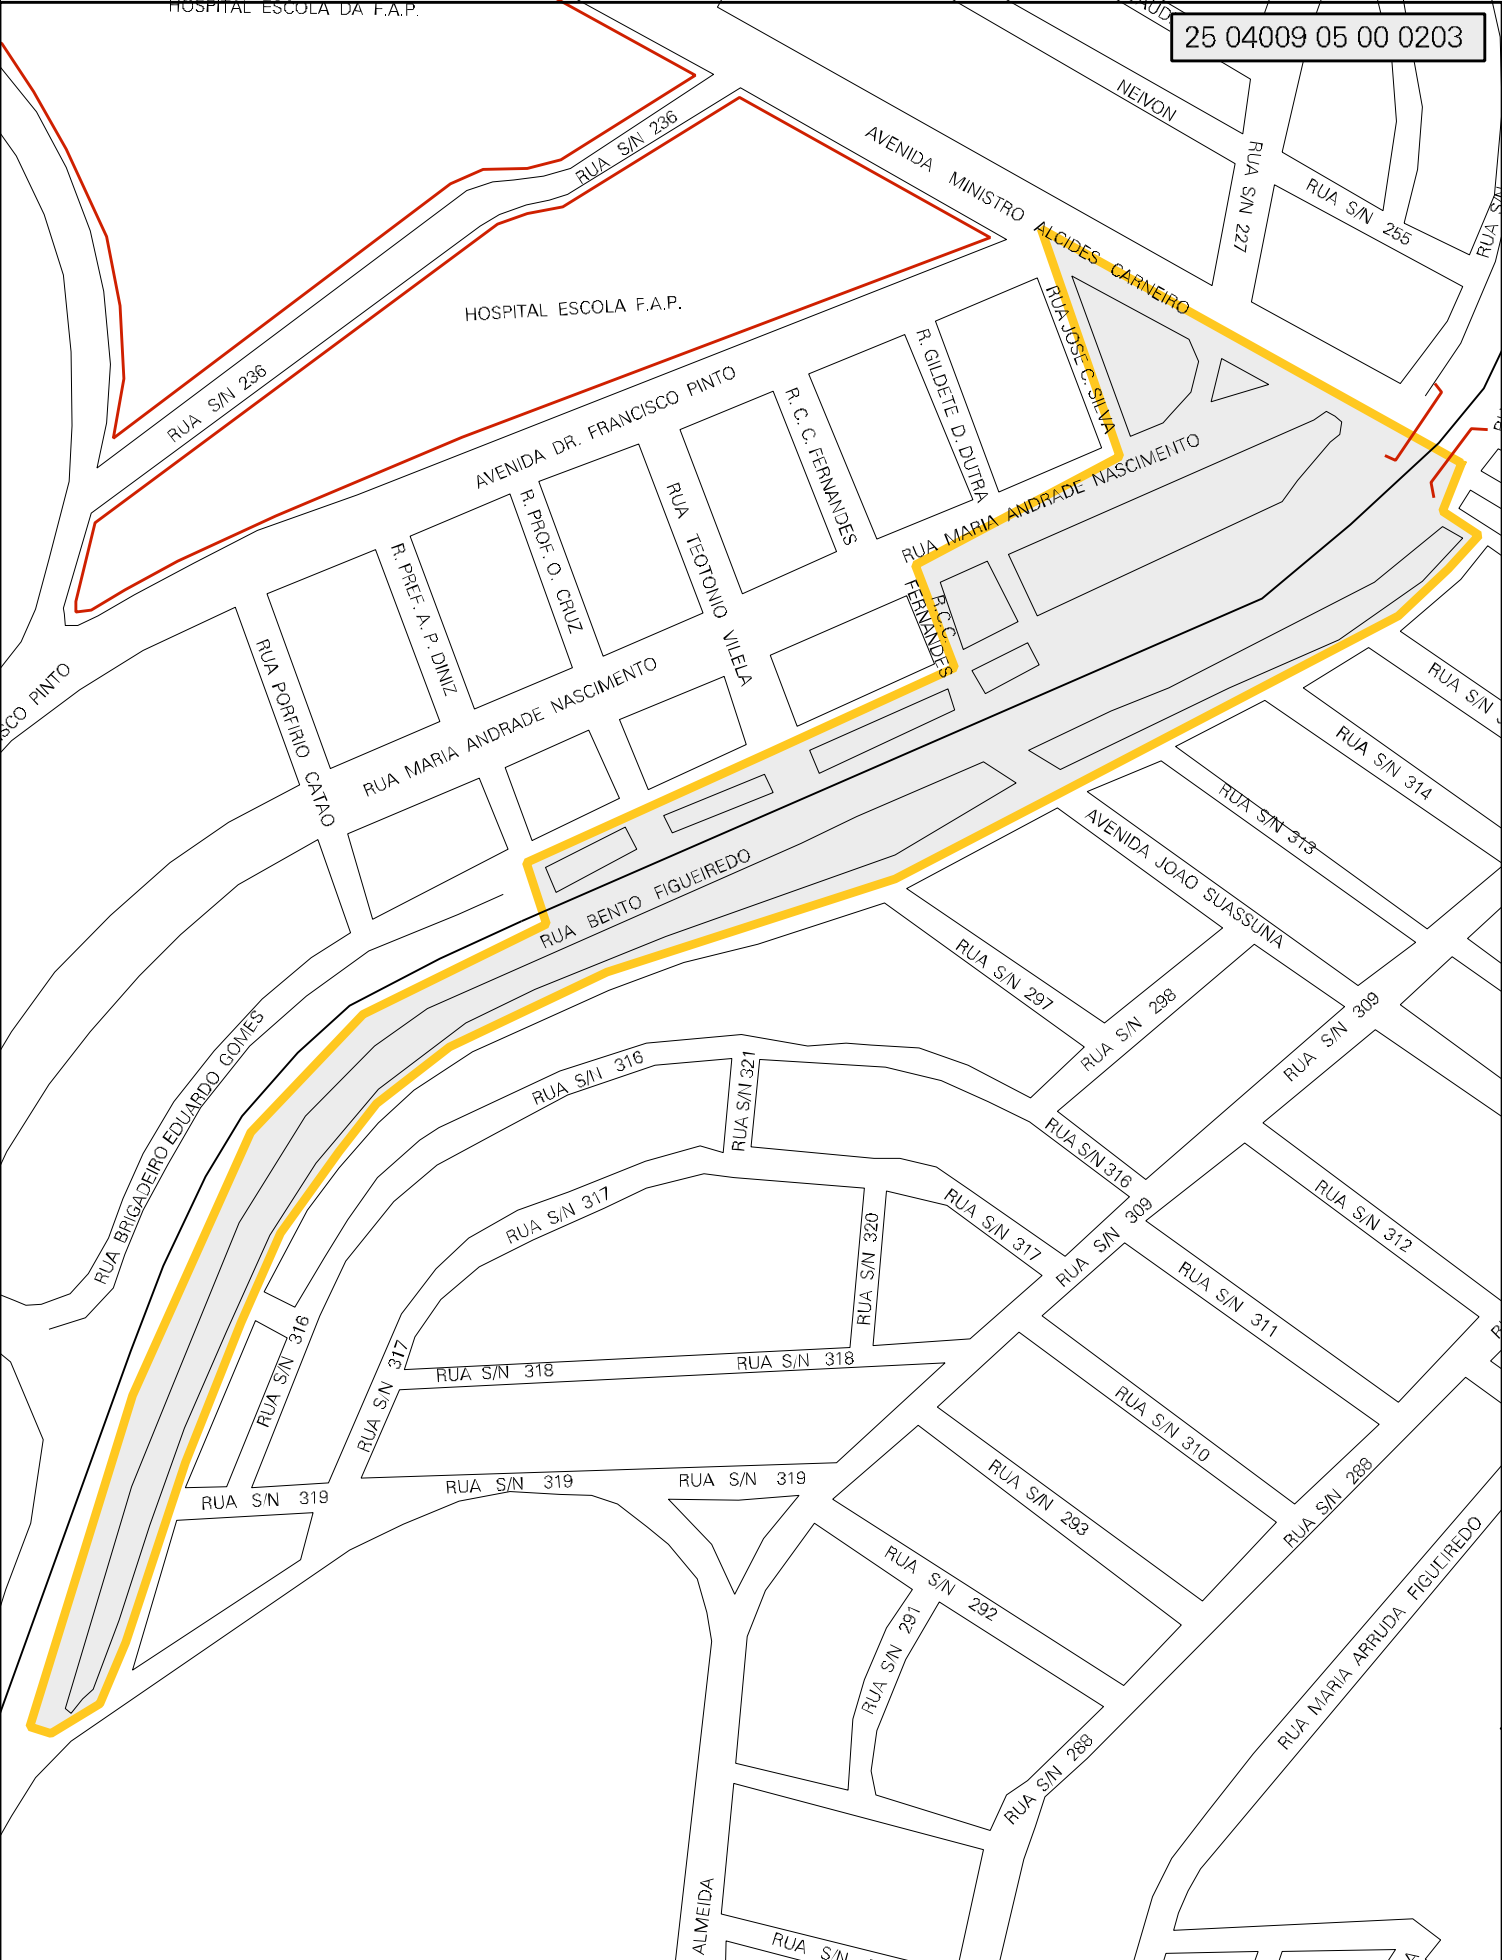 HOSPITAL ESCOLA DA F.A.P.
25 04009 05 00 0203
NEIVON
RUA S/N 236
AVENIDA MINISTRO ALCIDES CARNEIRO
RUA S/N 227
RUA S/N 255
RUA S/N
HOSPITAL ESCOLA F.A.P.
RUA JOSE C. SILVA
R. GILDETE D. DUTRA
RUA S/N 236
AVENIDA DR. FRANCISCO PINTO
R. C. C. FERNANDES
RUA MARIA ANDRADE NASCIMENTO
RUA TEOTONIO VILELA
R. PROF. O. CRUZ
R. PREF. A. P. DINIZ
R.C.C.
FERNANDES
RUA PORFIRIO CATAO
RUA MARIA ANDRADE NASCIMENTO
SCO PINTO
RUA S/N
RUA S/N 314
RUA S/N 313
AVENIDA JOAO SUASSUNA
RUA BENTO FIGUEIREDO
RUA S/N 297
RUA S/N 298
RUA S/N 309
RUA BRIGADEIRO EDUARDO GOMES
RUA S/N 316
RUA S/N 321
RUA S/N 316
RUA S/N 317
RUA S/N 320
RUA S/N 317
RUA S/N 309
RUA S/N 312
RUA S/N 311
RUA S/N 316
RUA S/N 317
RUA S/N 318
RUA S/N 318
RUA S/N 310
RUA S/N 319
RUA S/N 319
RUA S/N 319
RUA S/N 293
RUA S/N 288
RUA S/N 292
RUA S/N 291
RUA MARIA ARRUDA FIGUEIREDO
RUA S/N 288
ALMEIDA
RUA S/N